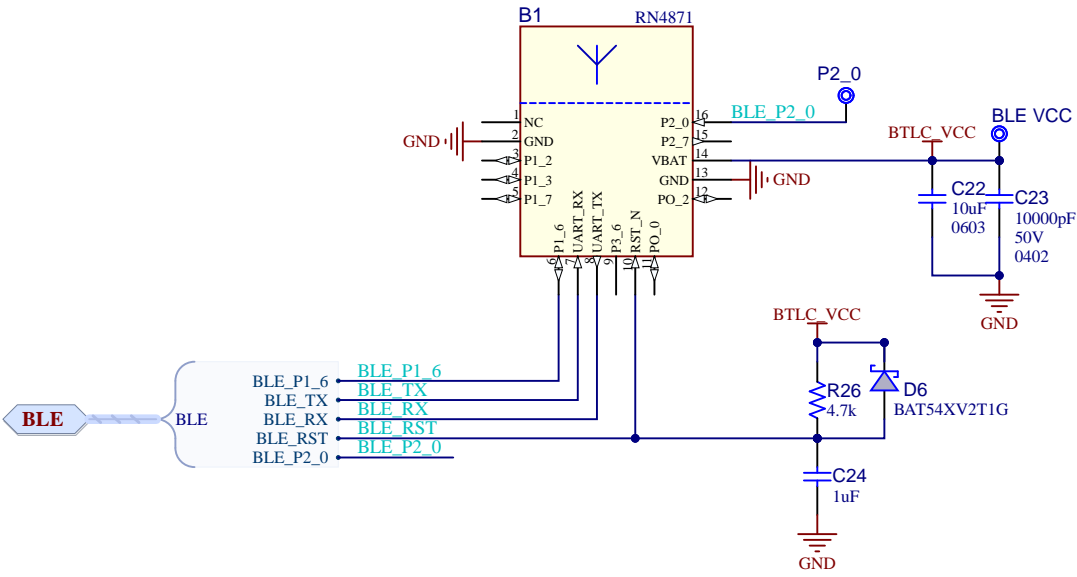 B1
RN4871
1
NC
2
GND
GND
3
P1_2
4
P1_3
5
P1_7
16
P2_0
15
P2_7
14
VBAT
13
GND
GND
12
PO_2
6
P1_6
7
UART_RX
8
UART_TX
9
P3_6
10
RST_N
11
PO_0
BLE_P2_0
P2_0
BTLC_VCC
BLE VCC
C22
10uF
0603
C23
10000pF
50V
0402
GND
BTLC_VCC
R26
4.7k
D6
BAT54XV2T1G
C24
1uF
GND
BLE
BLE
BLE_P1_6
BLE_P1_6
BLE_TX
BLE_TX
BLE_RX
BLE_RX
BLE_RST
BLE_RST
BLE_P2_0
BLE_P2_0